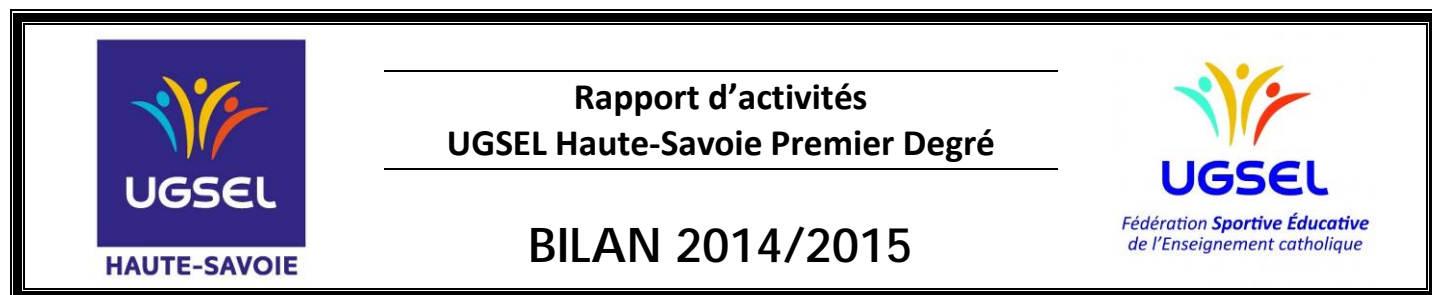 UGSEL
HAUTE-SAVOIE
Rapport d’activités
UGSEL Haute-Savoie Premier Degré
BILAN 2014/2015
UGSEL
Fédération Sportive Éducative
de l’Enseignement catholique